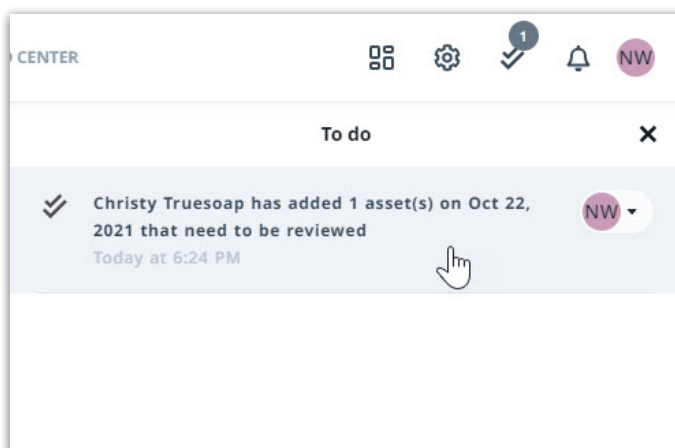 CENTER
1
NW
To do
Christy Truesoap has added 1 asset(s) on Oct 22,
2021 that need to be reviewed
NW
Today at 6:24 PM